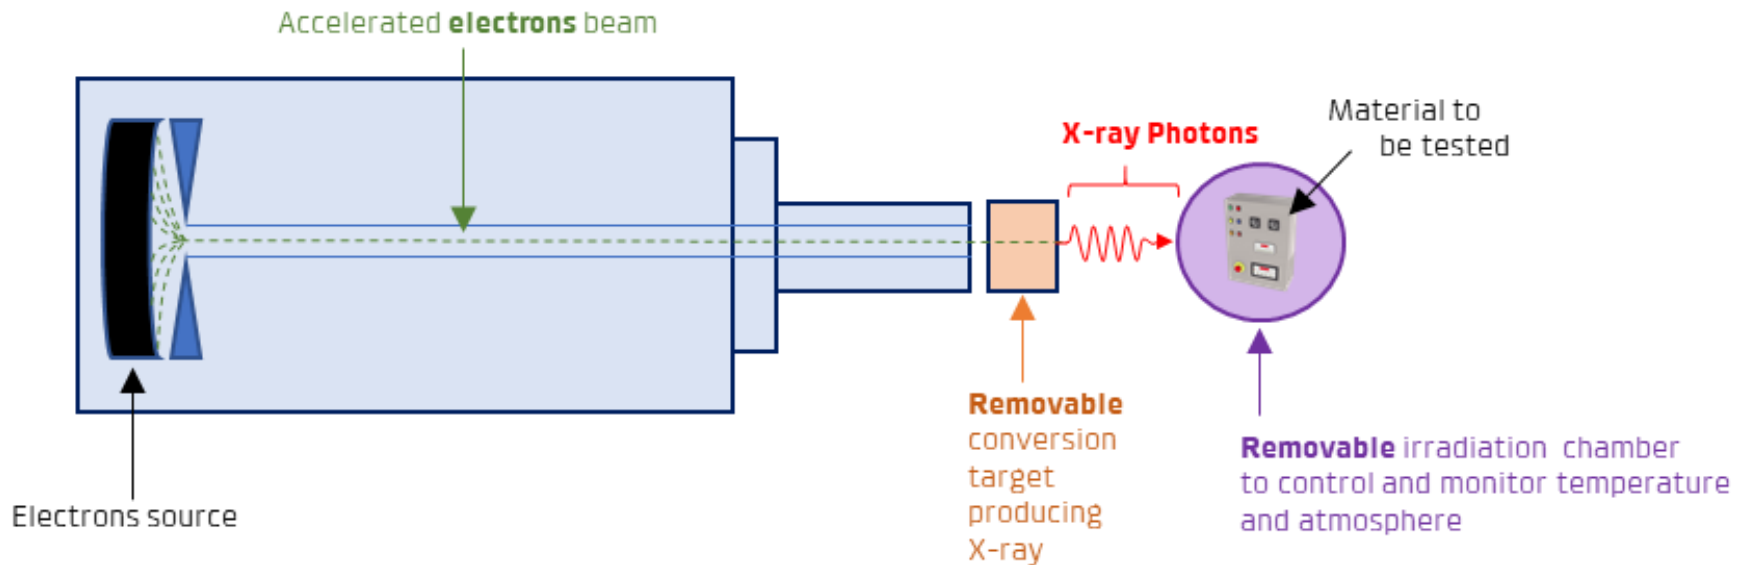 Accelerated electrons beam
X-ray Photons
Material to
be tested
Removable
conversion
target
producing
X-ray
Removable irradiation chamber
to control and monitor temperature
and atmosphere
Electrons source